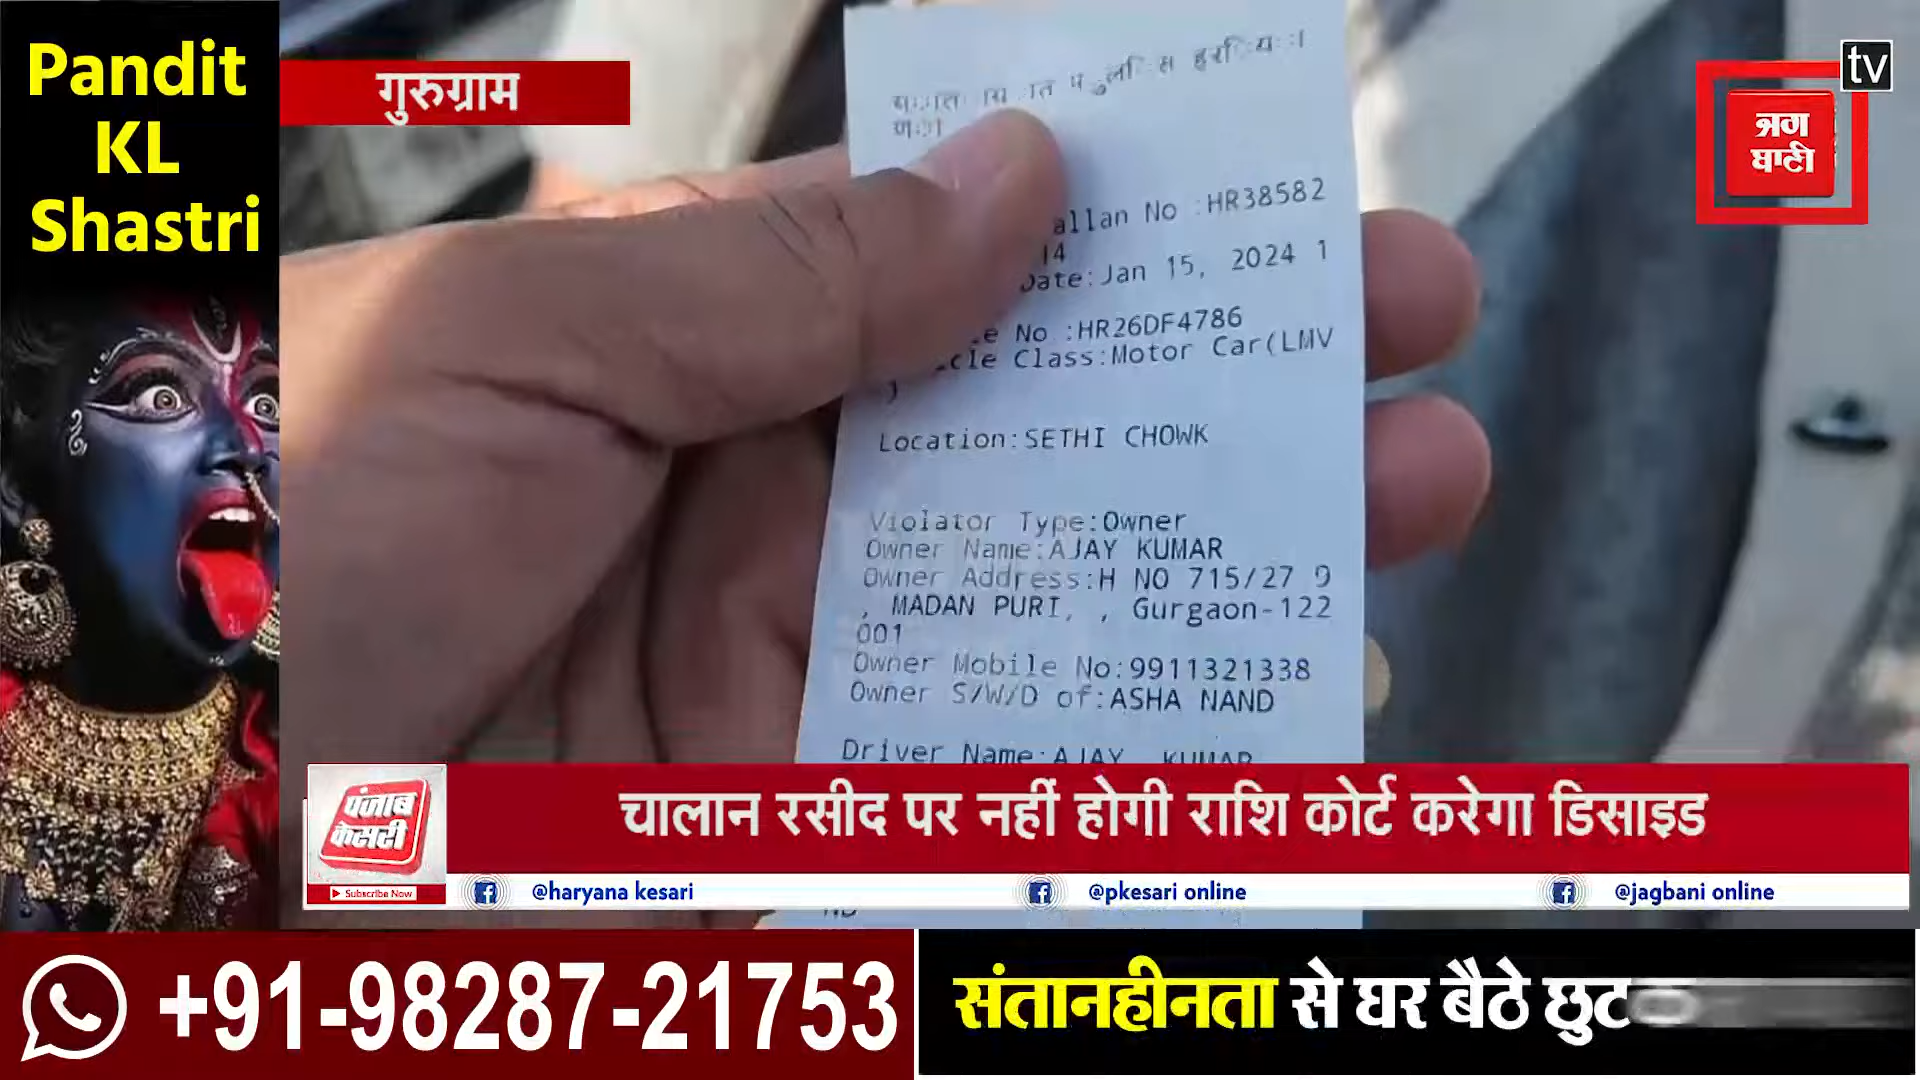 Pandit
KL
Shastri
गुरुग्राम
tv
ਜਗ
ਬਾਣੀ
allan No :HR38582
14
Date:Jan 15, 2024 1
e No :HR26DF4786
cle Class:Motor Car(LMV
)
Location:SETHI CHOWK
Violator Type:Owner
Owner Name:AJAY KUMAR
Owner Address:H NO 715/27 9
, MADAN PURI, , Gurgaon-122
001
Owner Mobile No:9911321338
Owner S/W/D of:ASHA NAND
Driver Name:AJAY KUMAR
पंजाब
केसरी
Subscribe Now
चालान रसीद पर नहीं होगी राशि कोर्ट करेगा डिसाइड
@haryana kesari
@pkesari online
@jagbani online
+91-98287-21753
संतानहीनता से घर बैठे छुट